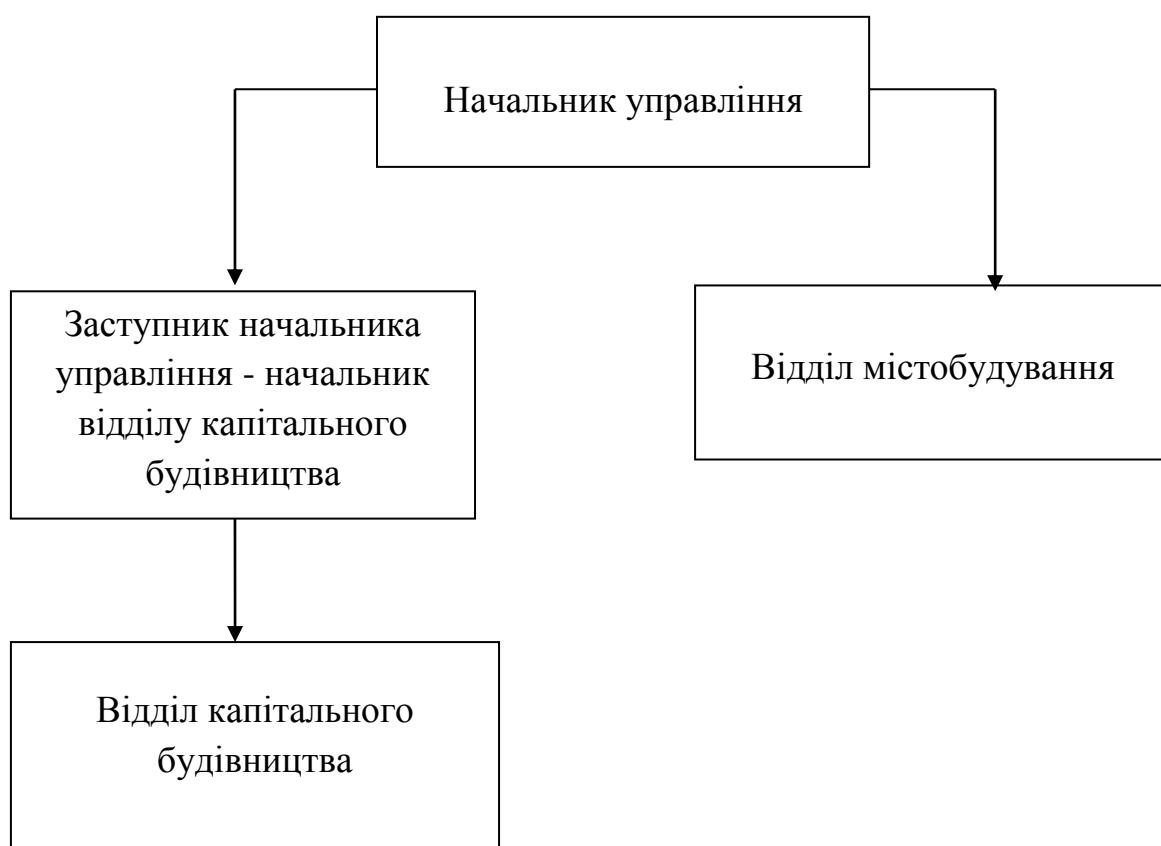 Начальник управління
Заступник начальника
управління - начальник
відділу капітального
будівництва
Відділ містобудування
Відділ капітального
будівництва